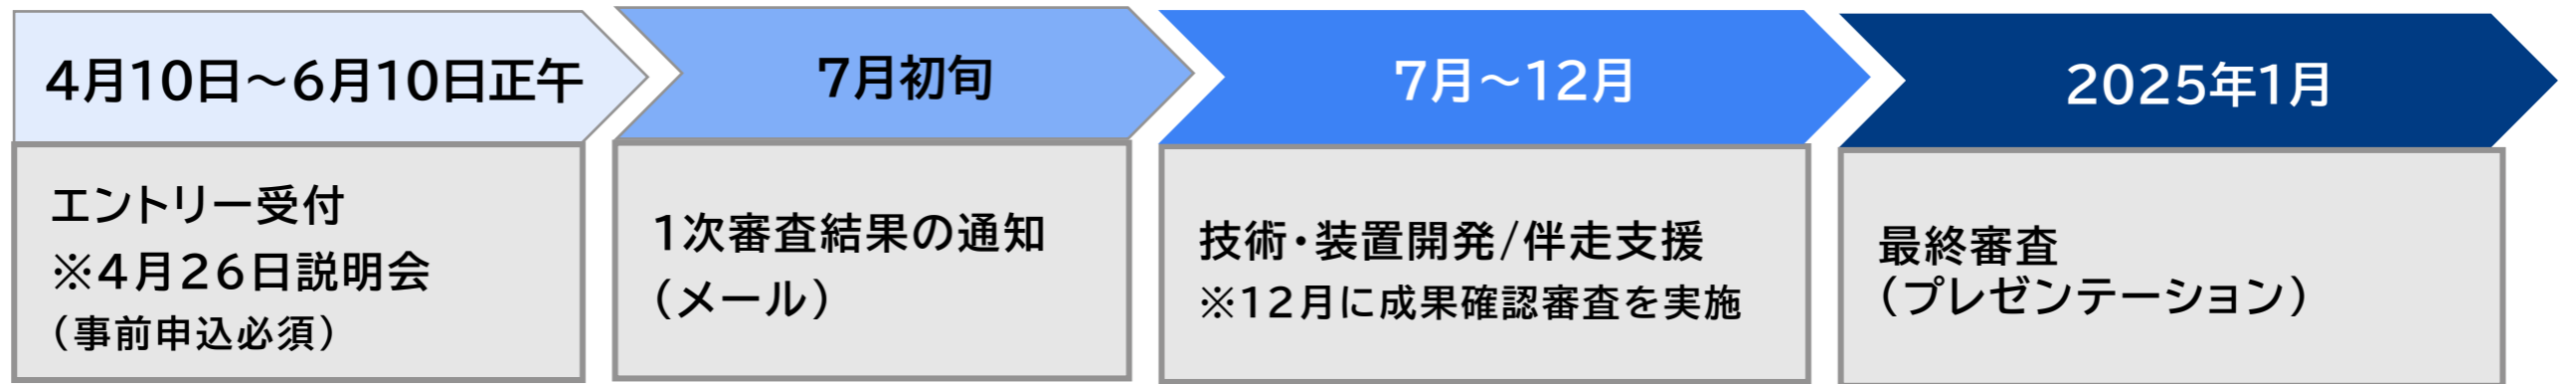 4月10日～6月10日正午
エントリー受付
※4月26日説明会
（事前申込必須）
7月初旬
1次審査結果の通知
（メール）
7月～12月
技術・装置開発/伴走支援
※12月に成果確認審査を実施
2025年1月
最終審査
（プレゼンテーション）